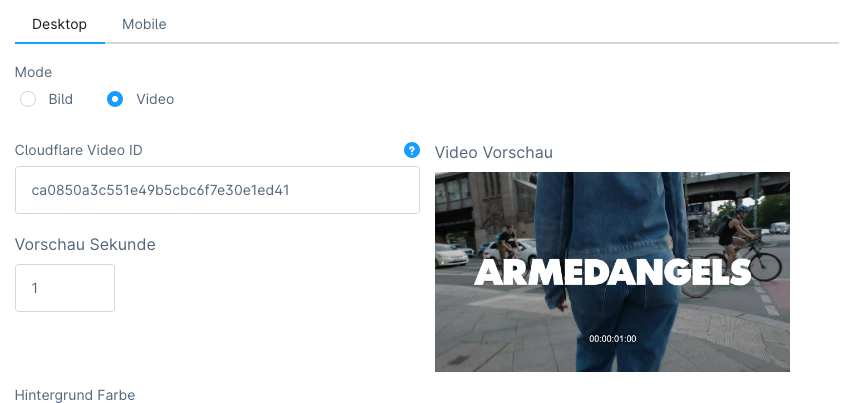 Desktop
Mobile
Mode
Bild
Video
Cloudflare Video ID
?
ca0850a3c551e49b5cbc6f7e30e1ed41
Vorschau Sekunde
1
Video Vorschau
ARMEDANGELS
00:00:01:00
Hintergrund Farbe